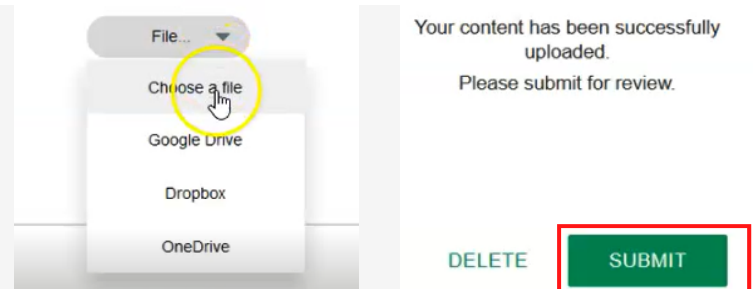 File...
Choose a file
Google Drive
Dropbox
OneDrive
Your content has been successfully
uploaded.
Please submit for review.
DELETE
SUBMIT